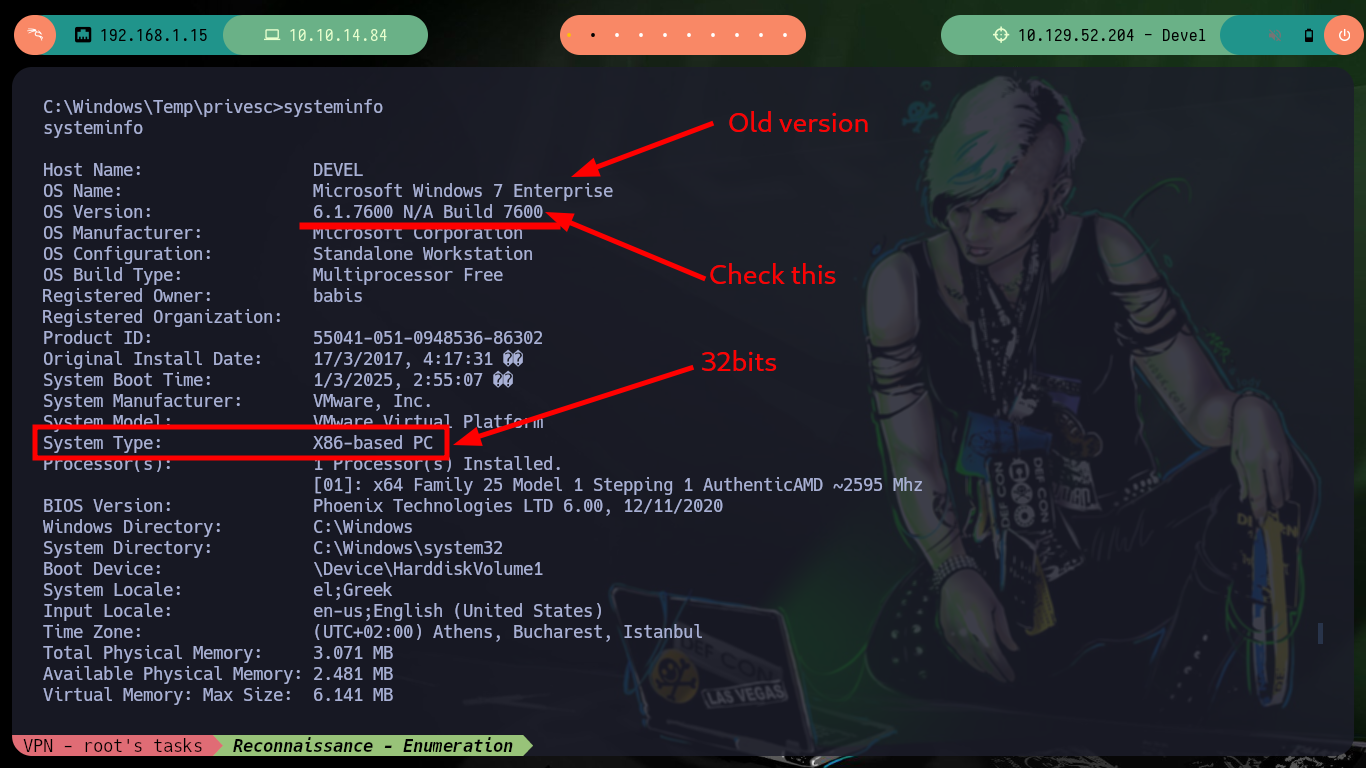 192.168.1.15
10.10.14.84
10.129.52.204 - Devel
C:\Windows\Temp\privesc>systeminfo
systeminfo
Old version
Host Name: DEVEL
OS Name: Microsoft Windows 7 Enterprise
OS Version: 6.1.7600 N/A Build 7600
OS Manufacturer: Microsoft Corporation
OS Configuration: Standalone Workstation
OS Build Type: Multiprocessor Free
Check this
Registered Owner: babis
Registered Organization:
Product ID: 55041-051-0948536-86302
Original Install Date: 17/3/2017, 4:17:31 ��
32bits
System Boot Time: 1/3/2025, 2:55:07 ��
System Manufacturer: VMware, Inc.
System Model: VMware Virtual Platform
System Type: X86-based PC
Processor(s): 1 Processor(s) Installed.
[01]: x64 Family 25 Model 1 Stepping 1 AuthenticAMD ~2595 Mhz
BIOS Version: Phoenix Technologies LTD 6.00, 12/11/2020
Windows Directory: C:\Windows
System Directory: C:\Windows\system32
Boot Device: \Device\HarddiskVolume1
System Locale: el;Greek
Input Locale: en-us;English (United States)
Time Zone: (UTC+02:00) Athens, Bucharest, Istanbul
Total Physical Memory: 3.071 MB
Available Physical Memory: 2.481 MB
Virtual Memory: Max Size: 6.141 MB
DEF CON
DEF CON
LAS VEGAS
VPN - root's tasks
Reconnaissance - Enumeration